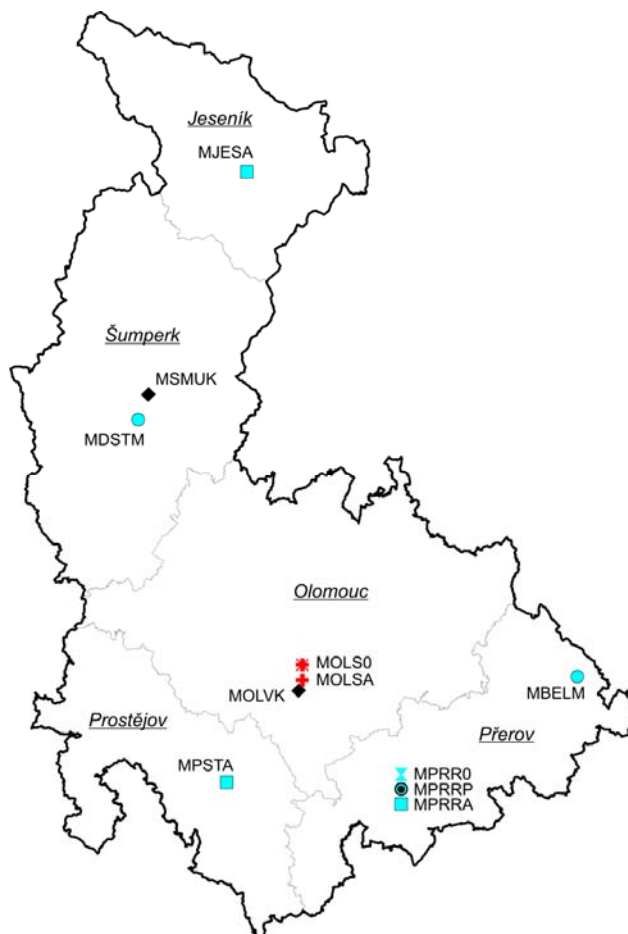 Jeseník
MJESA
Šumperk
MSMUK
MDSTM
Olomouc
MOLS0
MOLSA
MOLVK
MBELM
Prostějov
Přerov
MPSTA
MPRR0
MPRRP
MPRRA